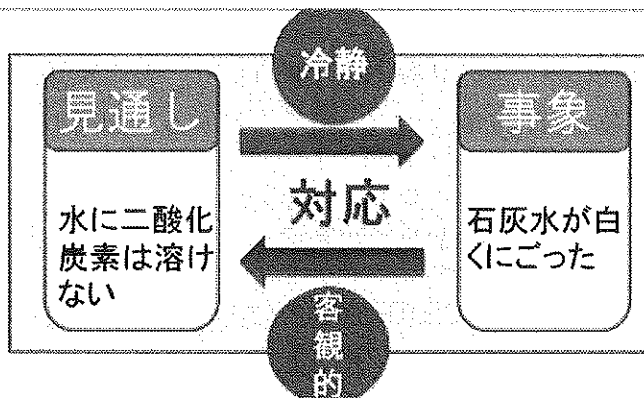 冷静
見通し
事象
水に二酸化
炭素は溶け
ない
対応
石灰水が白
くにごった
客
観
的